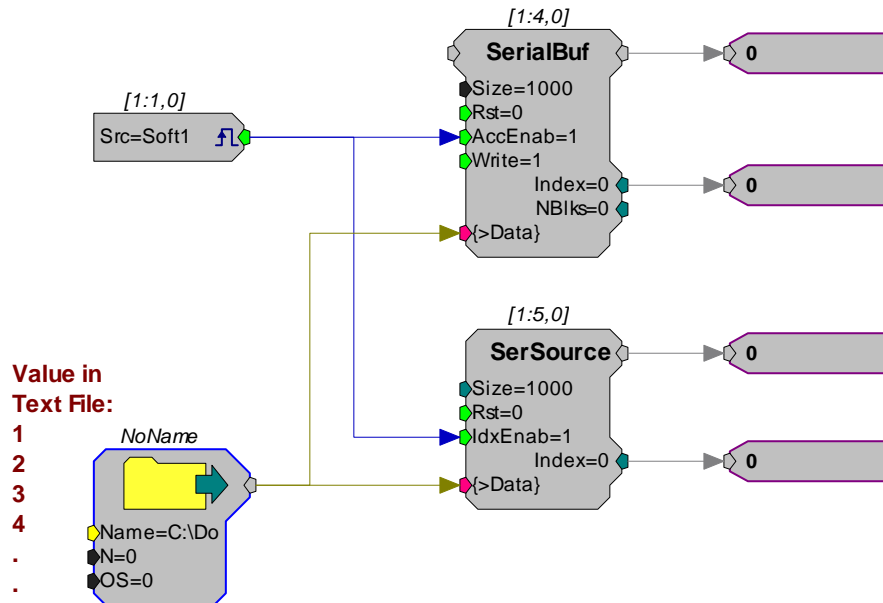 [1:4,0]
SerialBuf
0
Size=1000
Rst=0
AccEnab=1
Write=1
Index=0
0
NBlks=0
{>Data}
[1:1,0]
Src=Soft1
[1:5,0]
SerSource
0
Size=1000
Rst=0
IdxEnab=1
Index=0
0
{>Data}
Value in
Text File:
1
2
3
4
.
.
NoName
Name=C:\Do
N=0
OS=0